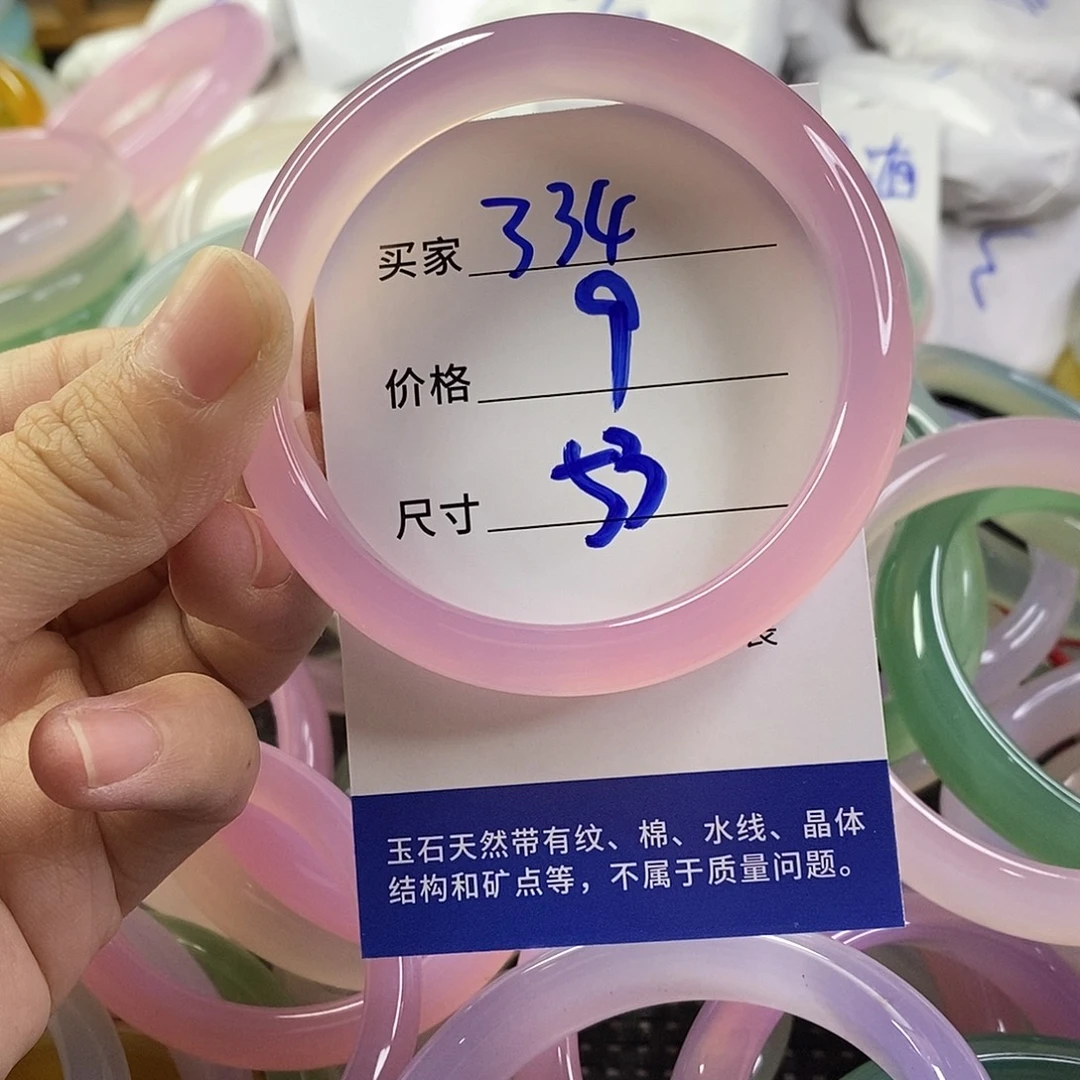 买家 334
价格 9
尺寸 53
玉石天然带有纹、棉、水线、晶体
结构和矿点等，不属于质量问题。